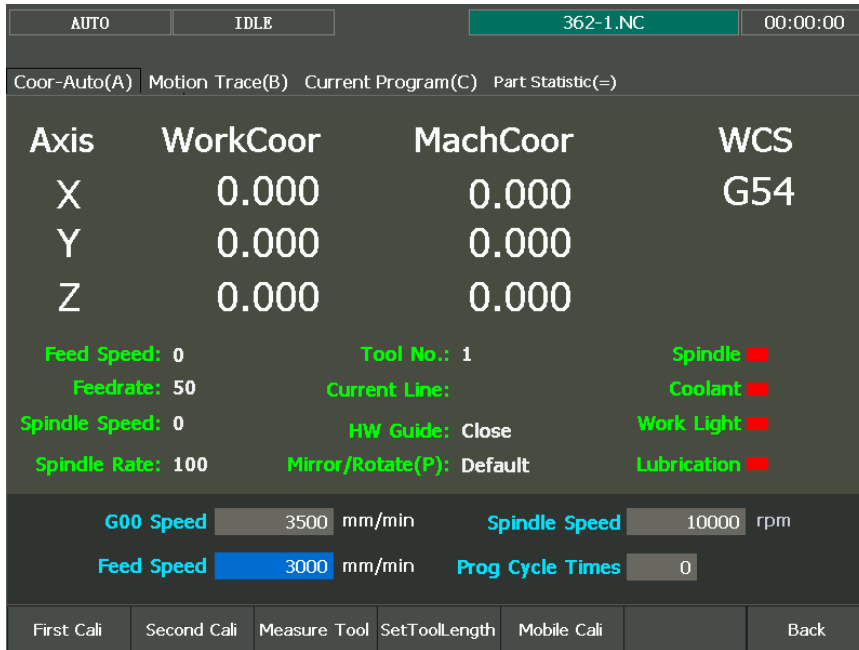 AUTO IDLE 362-1.NC 00:00:00
Coor-Auto(A) Motion Trace(B) Current Program(C) Part Statistic(=)
Axis WorkCoor MachCoor WCS
X 0.000 0.000 G54
Y 0.000 0.000
Z 0.000 0.000
Feed Speed: 0 Tool No.: 1 Spindle
Feedrate: 50 Current Line: Coolant
Spindle Speed: 0 HW Guide: Close Work Light
Spindle Rate: 100 Mirror/Rotate(P): Default Lubrication
G00 Speed 3500 mm/min Spindle Speed 10000 rpm
Feed Speed 3000 mm/min Prog Cycle Times 0
First Cali Second Cali Measure Tool SetToolLength Mobile Cali Back